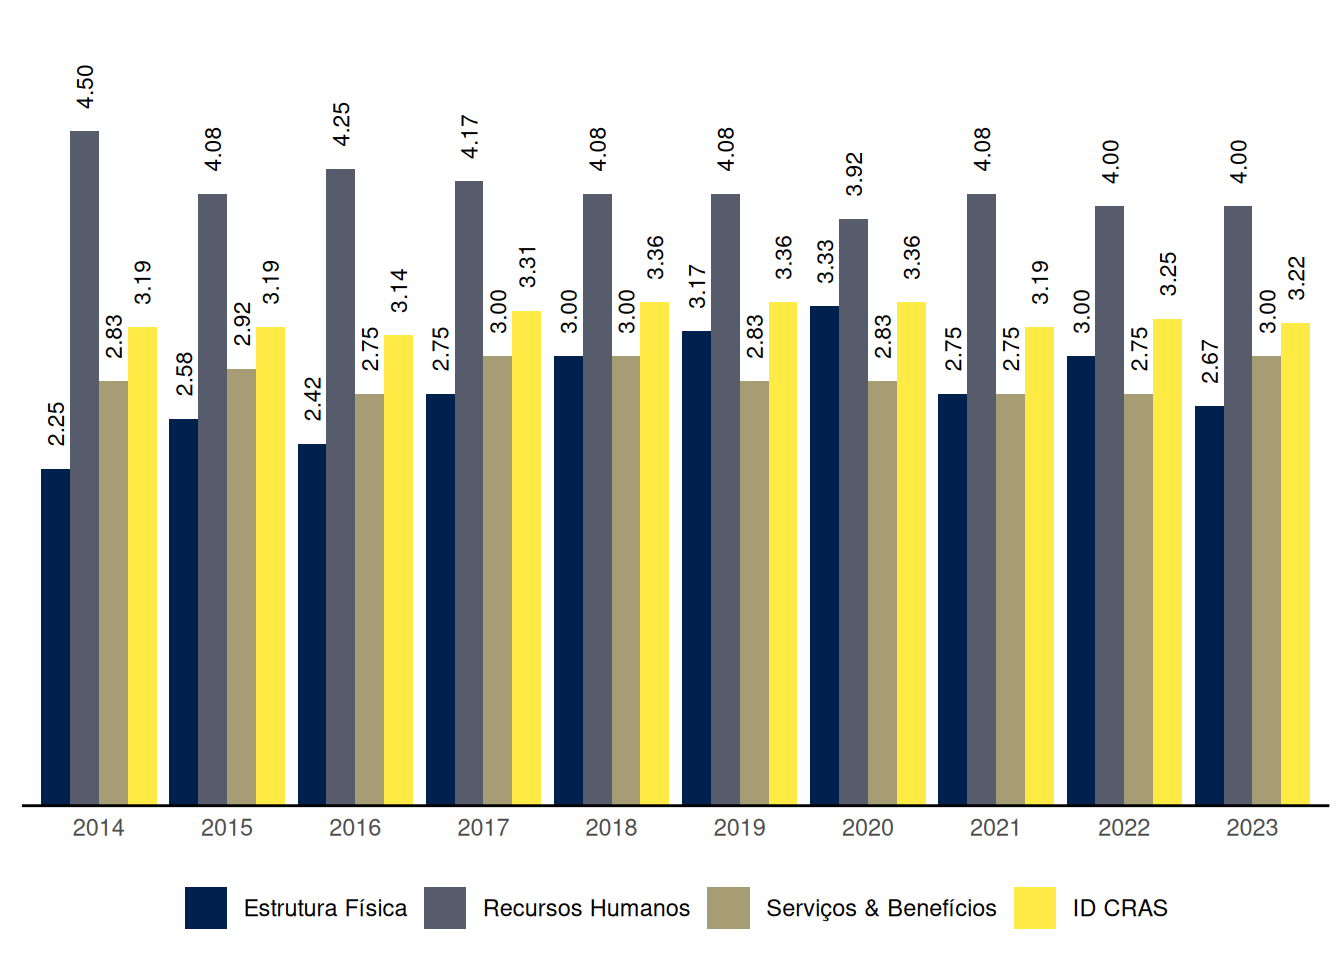 2.25 4.50 2.83 3.19
2.58 4.08 2.92 3.19
2.42 4.25 2.75 3.14
2.75 4.17 3.00 3.31
3.00 4.08 3.00 3.36
3.17 4.08 2.83 3.36
3.33 3.92 2.83 3.36
2.75 4.08 2.75 3.19
3.00 4.00 2.75 3.25
2.67 4.00 3.00 3.22
2014 2015 2016 2017 2018 2019 2020 2021 2022 2023
Estrutura Física Recursos Humanos Serviços & Benefícios ID CRAS